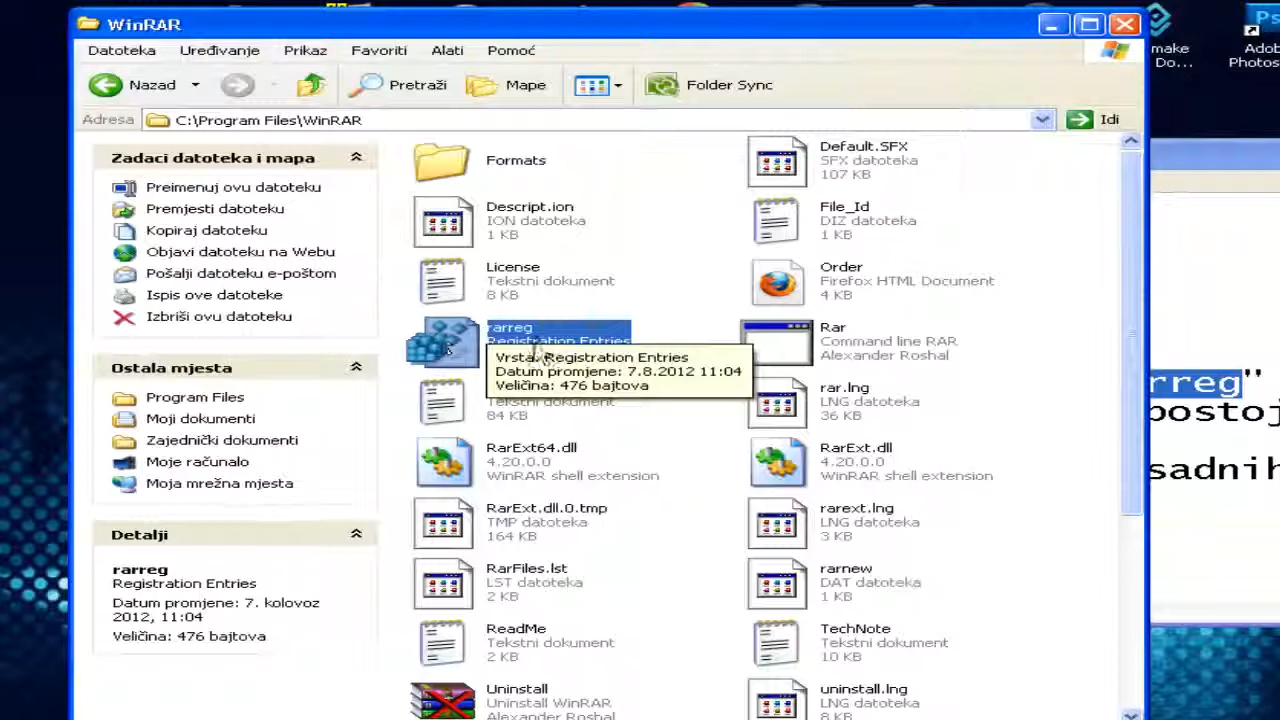 WinRAR
Datoteka Uređivanje Prikaz Favoriti Alati Pomoć
Nazad Pretraži Mape Folder Sync
Adresa C:\Program Files\WinRAR Idi
Zadaci datoteka i mapa
Preimenuj ovu datoteku
Premjesti datoteku
Kopiraj datoteku
Objavi datoteku na Webu
Pošalji datoteku e-poštom
Ispis ove datoteke
Izbriši ovu datoteku
Ostala mjesta
Program Files
Moji dokumenti
Zajednički dokumenti
Moje računalo
Moja mrežna mjesta
Detalji
rarreg
Registration Entries
Datum promjene: 7. kolovoz
2012, 11:04
Veličina: 476 bajtova
Formats
Default.SFX
SFX datoteka
107 KB
Descript.ion
ION datoteka
1 KB
File_Id
DIZ datoteka
1 KB
License
Tekstni dokument
8 KB
Order
Firefox HTML Document
4 KB
rarreg
Registration Entries
Vrsta: Registration Entries
Datum promjene: 7.8.2012 11:04
Veličina: 476 bajtova
Rar
Command line RAR
Alexander Roshal
Tekstni dokument
84 KB
rar.lng
LNG datoteka
36 KB
RarExt64.dll
4.20.0.0
WinRAR shell extension
RarExt.dll
4.20.0.0
WinRAR shell extension
RarExt.dll.0.tmp
TMP datoteka
164 KB
rarext.lng
LNG datoteka
3 KB
RarFiles.lst
LST datoteka
2 KB
rarnew
DAT datoteka
1 KB
ReadMe
Tekstni dokument
2 KB
TechNote
Tekstni dokument
10 KB
Uninstall
Uninstall WinRAR
Alexander Roshal
uninstall.lng
LNG datoteka
8 KB
make
Do...
Ps
Adob
Photos
rreg"
postoj
sadnih